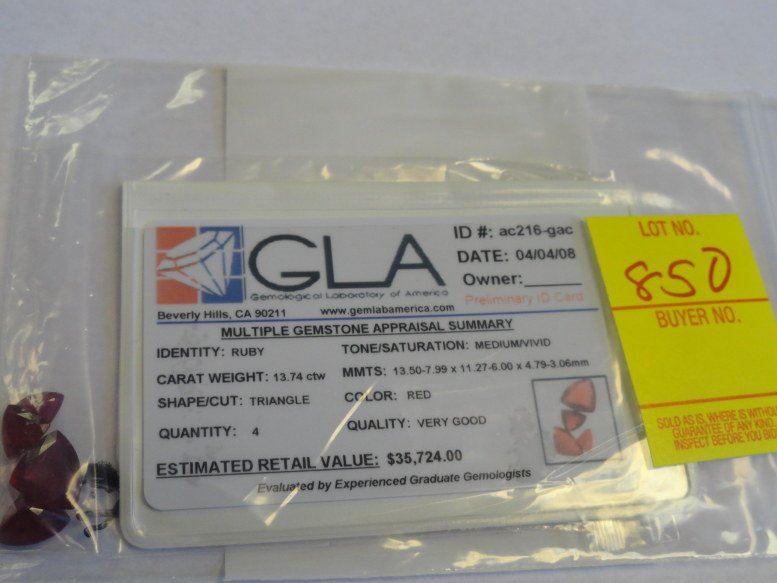 GLA
Gemological Laboratory of America
ID #: ac216-gac
DATE: 04/04/08
Owner:_____
Preliminary ID Card
Beverly Hills, CA 90211 www.gemlabamerica.com
MULTIPLE GEMSTONE APPRAISAL SUMMARY
IDENTITY: RUBY TONE/SATURATION: MEDIUM/VIVID
CARAT WEIGHT: 13.74 ctw MMTS: 13.50-7.99 x 11.27-6.00 x 4.79-3.06mm
SHAPE/CUT: TRIANGLE COLOR: RED
QUANTITY: 4 QUALITY: VERY GOOD
ESTIMATED RETAIL VALUE: $35,724.00
Evaluated by Experienced Graduate Gemologists
LOT NO.
850
BUYER NO.
SOLD AS IS, WHERE IS WITHOUT
GUARANTEE OF ANY KIND.
INSPECT BEFORE YOU BID